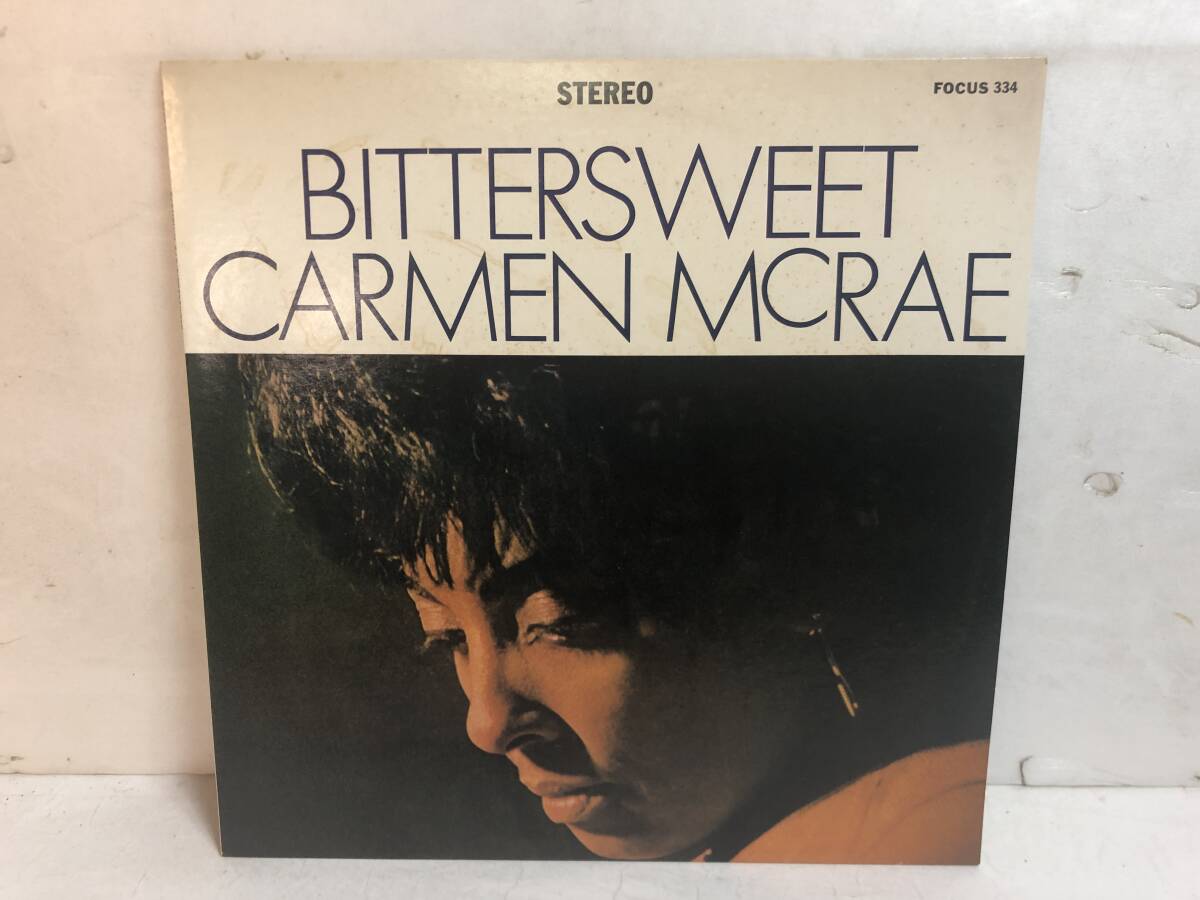 STEREO
FOCUS 334
BITTERSWEET
CARMEN MCRAE